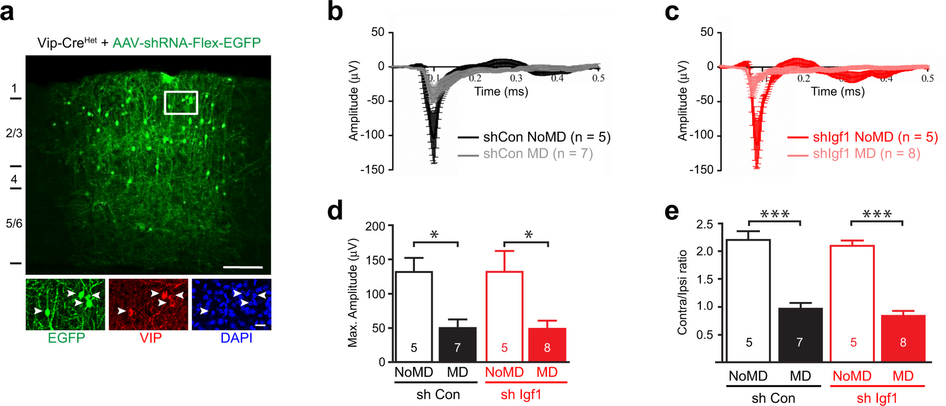 a
Vip-CreHet + AAV-shRNA-Flex-EGFP
1
2/3
4
5/6
EGFP
VIP
DAPI
b
Amplitude (µV)
50
0
-50
-100
-150
0.1
0.2
0.3
0.4
0.5
Time (ms)
shCon NoMD (n = 5)
shCon MD (n = 7)
c
Amplitude (µV)
50
0
-50
-100
-150
0.1
0.2
0.3
0.4
0.5
Time (ms)
shIgf1 NoMD (n = 5)
shIgf1 MD (n = 8)
d
Max. Amplitude (µV)
200
150
100
50
0
*
*
5
7
5
8
NoMD MD NoMD MD
sh Con sh Igf1
e
Contra/Ipsi ratio
2.5
2.0
1.5
1.0
0.5
***
***
5
7
5
8
NoMD MD NoMD MD
sh Con sh Igf1